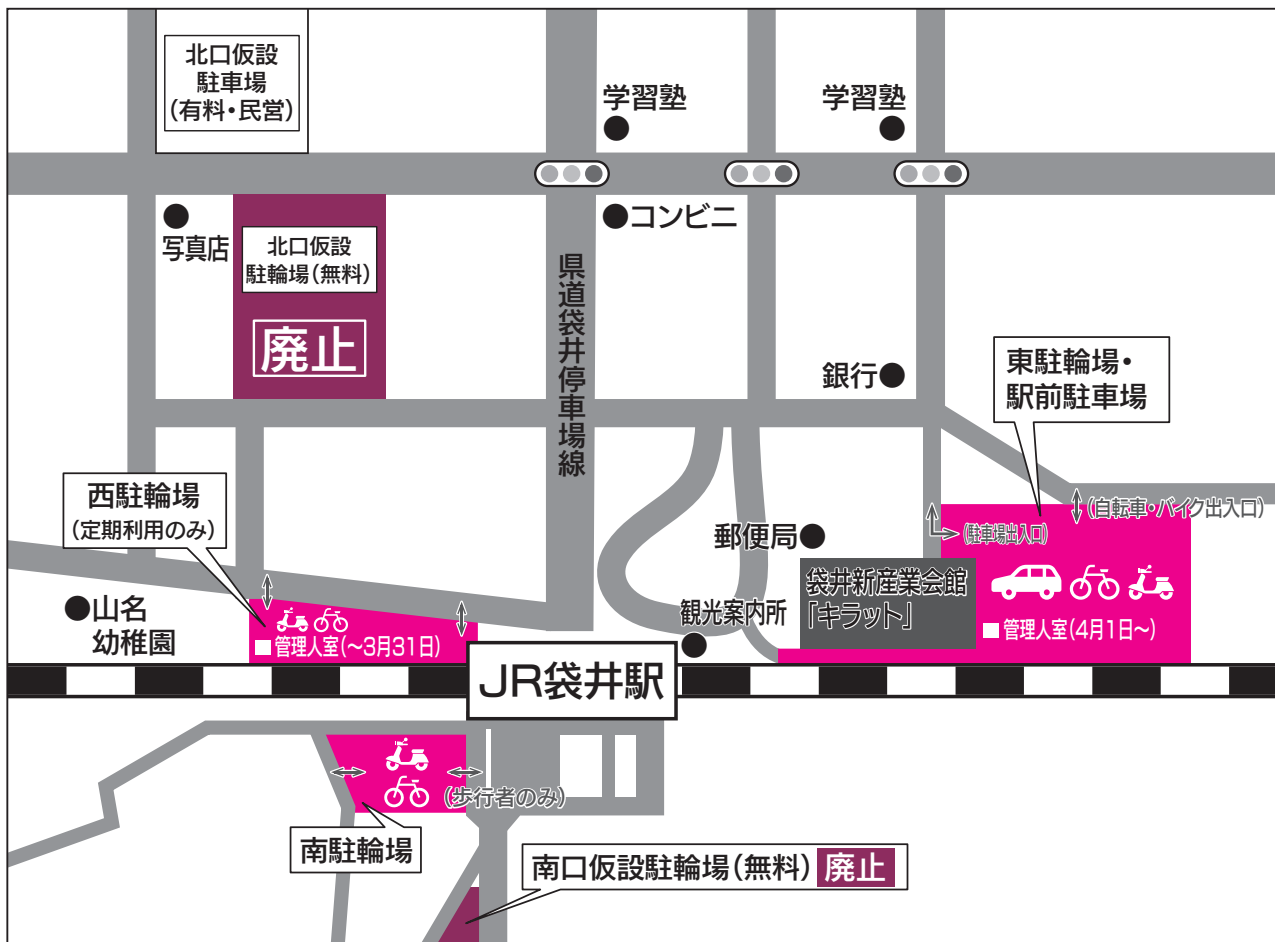 北口仮設
駐車場
(有料・民営)
学習塾
学習塾
写真店
北口仮設
駐輪場(無料)
廃止
コンビニ
県道袋井停車場線
銀行
東駐輪場・
駅前駐車場
西駐輪場
(定期利用のみ)
(自転車・バイク出入口)
(駐車場出入口)
郵便局
袋井新産業会館
「キラット」
観光案内所
山名
幼稚園
管理人室(～3月31日)
管理人室(4月1日～)
JR袋井駅
(歩行者のみ)
南駐輪場
南口仮設駐輪場(無料) 廃止